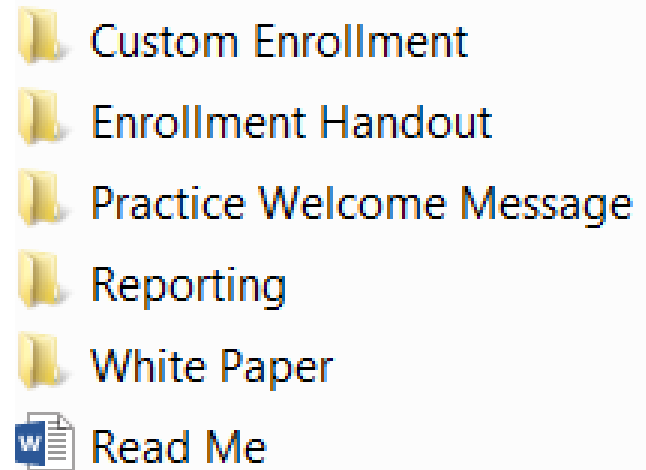 Custom Enrollment
Enrollment Handout
Practice Welcome Message
Reporting
White Paper
W Read Me